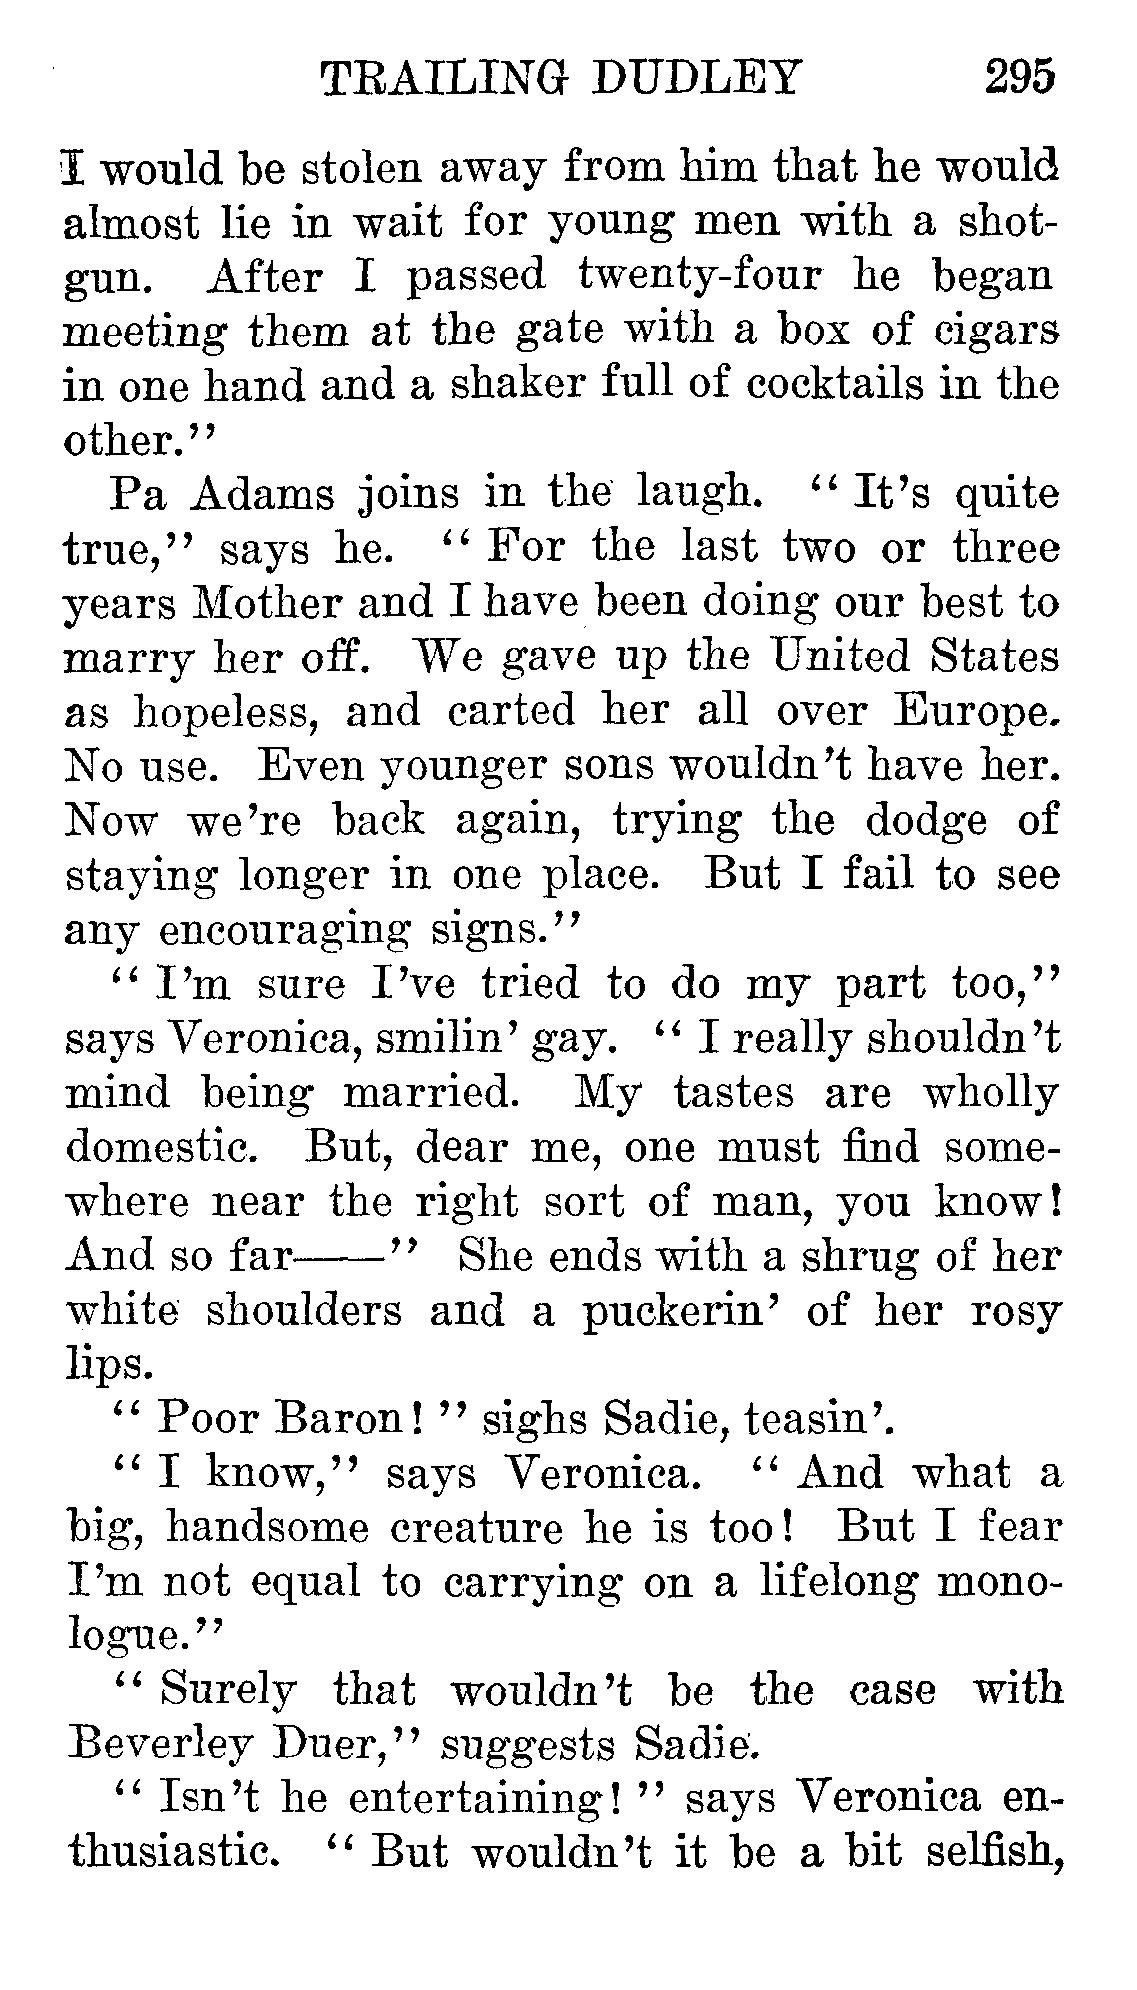 TRAILING DUDLEY 295
I would be stolen away from him that he would
almost lie in wait for young men with a shot-
gun. After I passed twenty-four he began
meeting them at the gate with a box of cigars
in one hand and a shaker full of cocktails in the
other.”
Pa Adams joins in the laugh. “ It’s quite
true,” says he. “ For the last two or three
years Mother and I have been doing our best to
marry her off. We gave up the United States
as hopeless, and carted her all over Europe.
No use. Even younger sons wouldn’t have her.
Now we’re back again, trying the dodge of
staying longer in one place. But I fail to see
any encouraging signs.”
“ I’m sure I’ve tried to do my part too,”
says Veronica, smilin’ gay. “ I really shouldn’t
mind being married. My tastes are wholly
domestic. But, dear me, one must find some-
where near the right sort of man, you know!
And so far——” She ends with a shrug of her
white shoulders and a puckerin’ of her rosy
lips.
“ Poor Baron! ” sighs Sadie, teasin’.
“ I know,” says Veronica. “ And what a
big, handsome creature he is too! But I fear
I’m not equal to carrying on a lifelong mono-
logue.”
“ Surely that wouldn’t be the case with
Beverley Duer,” suggests Sadie.
“ Isn’t he entertaining! ” says Veronica en-
thusiastic. “ But wouldn’t it be a bit selfish,